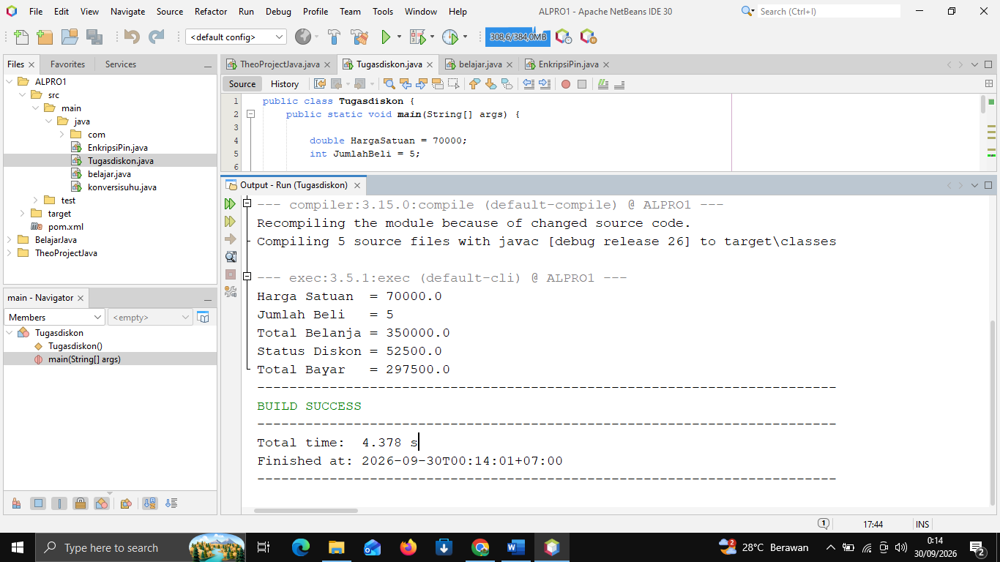 File Edit View Navigate Source Refactor Run Debug Profile Team Tools Window Help ALPRO1 - Apache NetBeans IDE 30 Search (Ctrl+I)
<default config> 308,6/384,0MB
Files Favorites Services
ALPRO1
src
main
java
com
EnkripsiPin.java
Tugasdiskon.java
belajar.java
konversisuhu.java
test
target
pom.xml
BelajarJava
TheoProjectJava
main - Navigator
Members <empty>
Tugasdiskon
Tugasdiskon()
main(String[] args)
TheoProjectJava.java Tugasdiskon.java belajar.java EnkripsiPin.java
Source History
1 public class Tugasdiskon {
2 public static void main(String[] args) {
3
4 double HargaSatuan = 70000;
5 int JumlahBeli = 5;
6
Output - Run (Tugasdiskon)
--- compiler:3.15.0:compile (default-compile) @ ALPRO1 ---
Recompiling the module because of changed source code.
Compiling 5 source files with javac [debug release 26] to target\classes
--- exec:3.5.1:exec (default-cli) @ ALPRO1 ---
Harga Satuan = 70000.0
Jumlah Beli = 5
Total Belanja = 350000.0
Status Diskon = 52500.0
Total Bayar = 297500.0
------------------------------------------------------------------------
BUILD SUCCESS
------------------------------------------------------------------------
Total time: 4.378 s
Finished at: 2026-09-30T00:14:01+07:00
------------------------------------------------------------------------
1 17:44 INS
Type here to search 2 28°C Berawan 0:14
30/09/2026 2